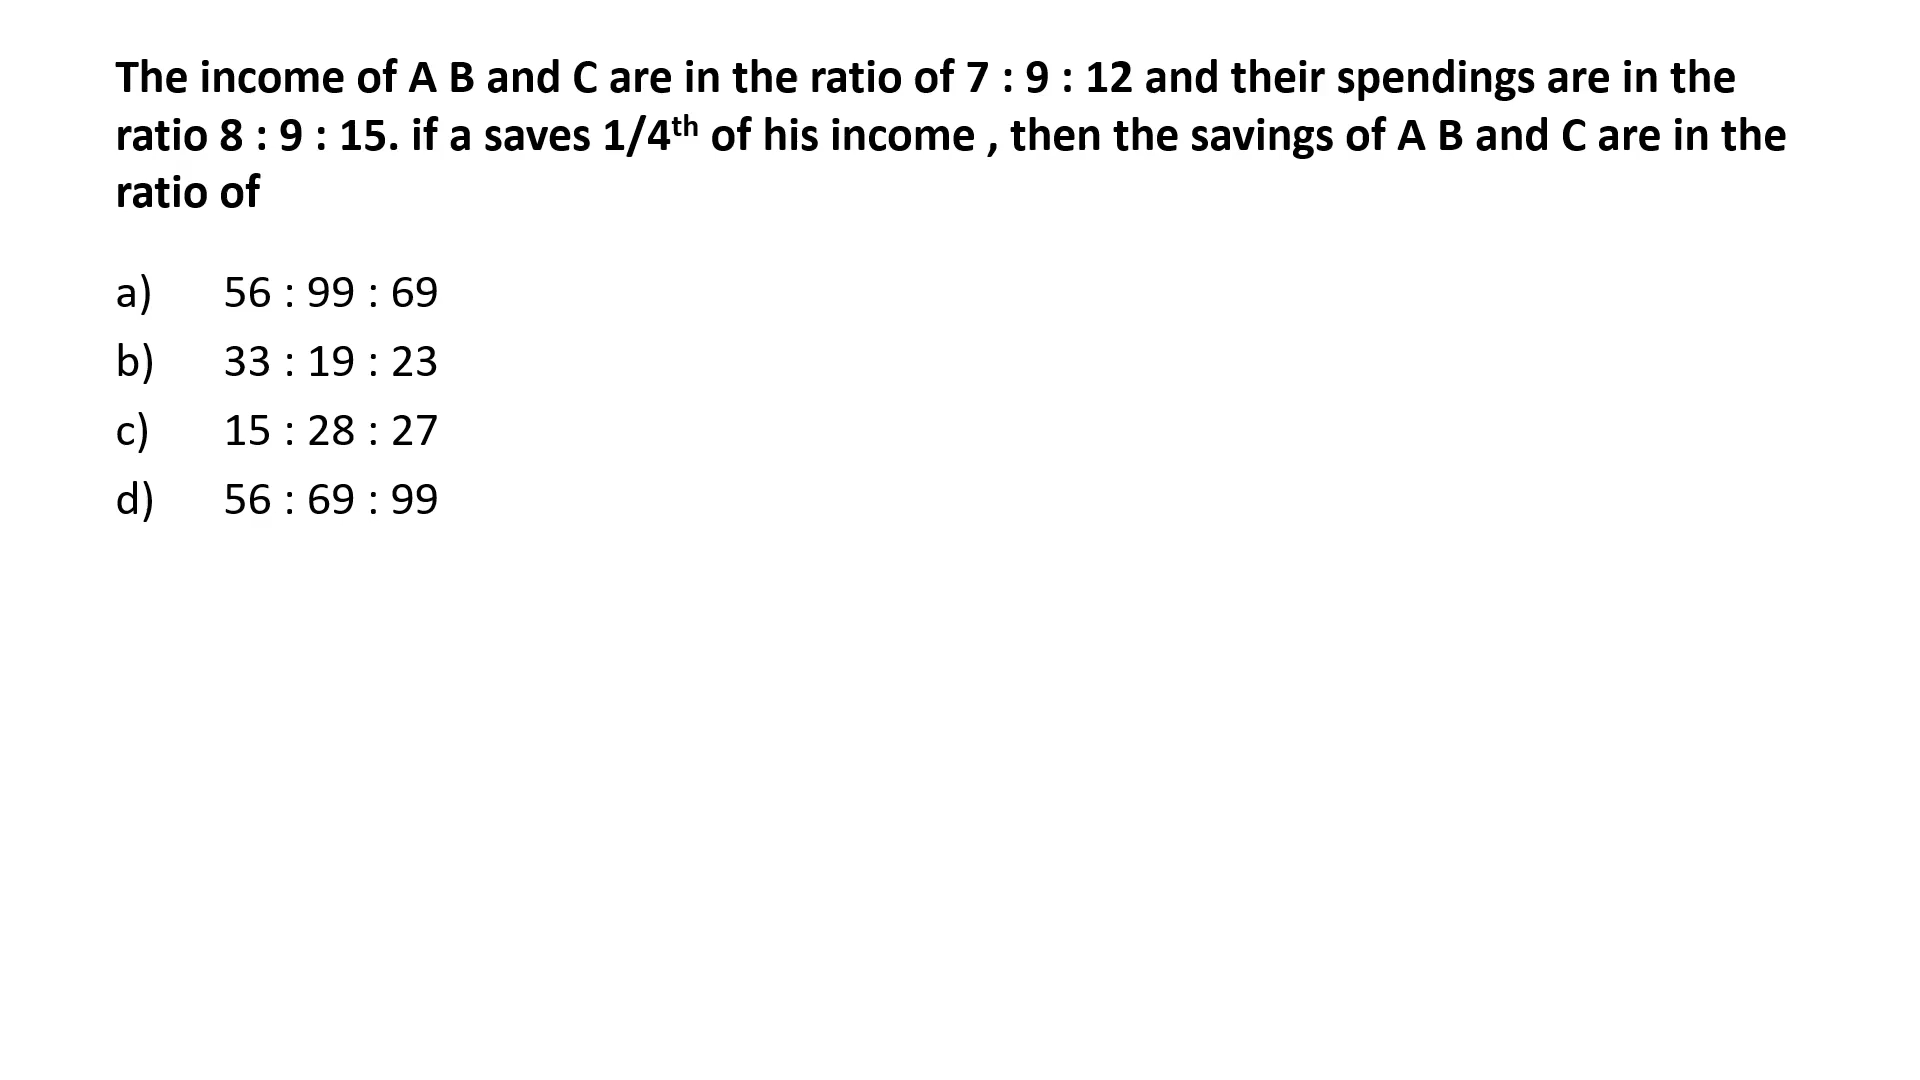 The income of A B and C are in the ratio of 7 : 9 : 12 and their spendings are in the
ratio 8 : 9 : 15. if a saves 1/4th of his income , then the savings of A B and C are in the
ratio of
a) 56 : 99 : 69
b) 33 : 19 : 23
c) 15 : 28 : 27
d) 56 : 69 : 99